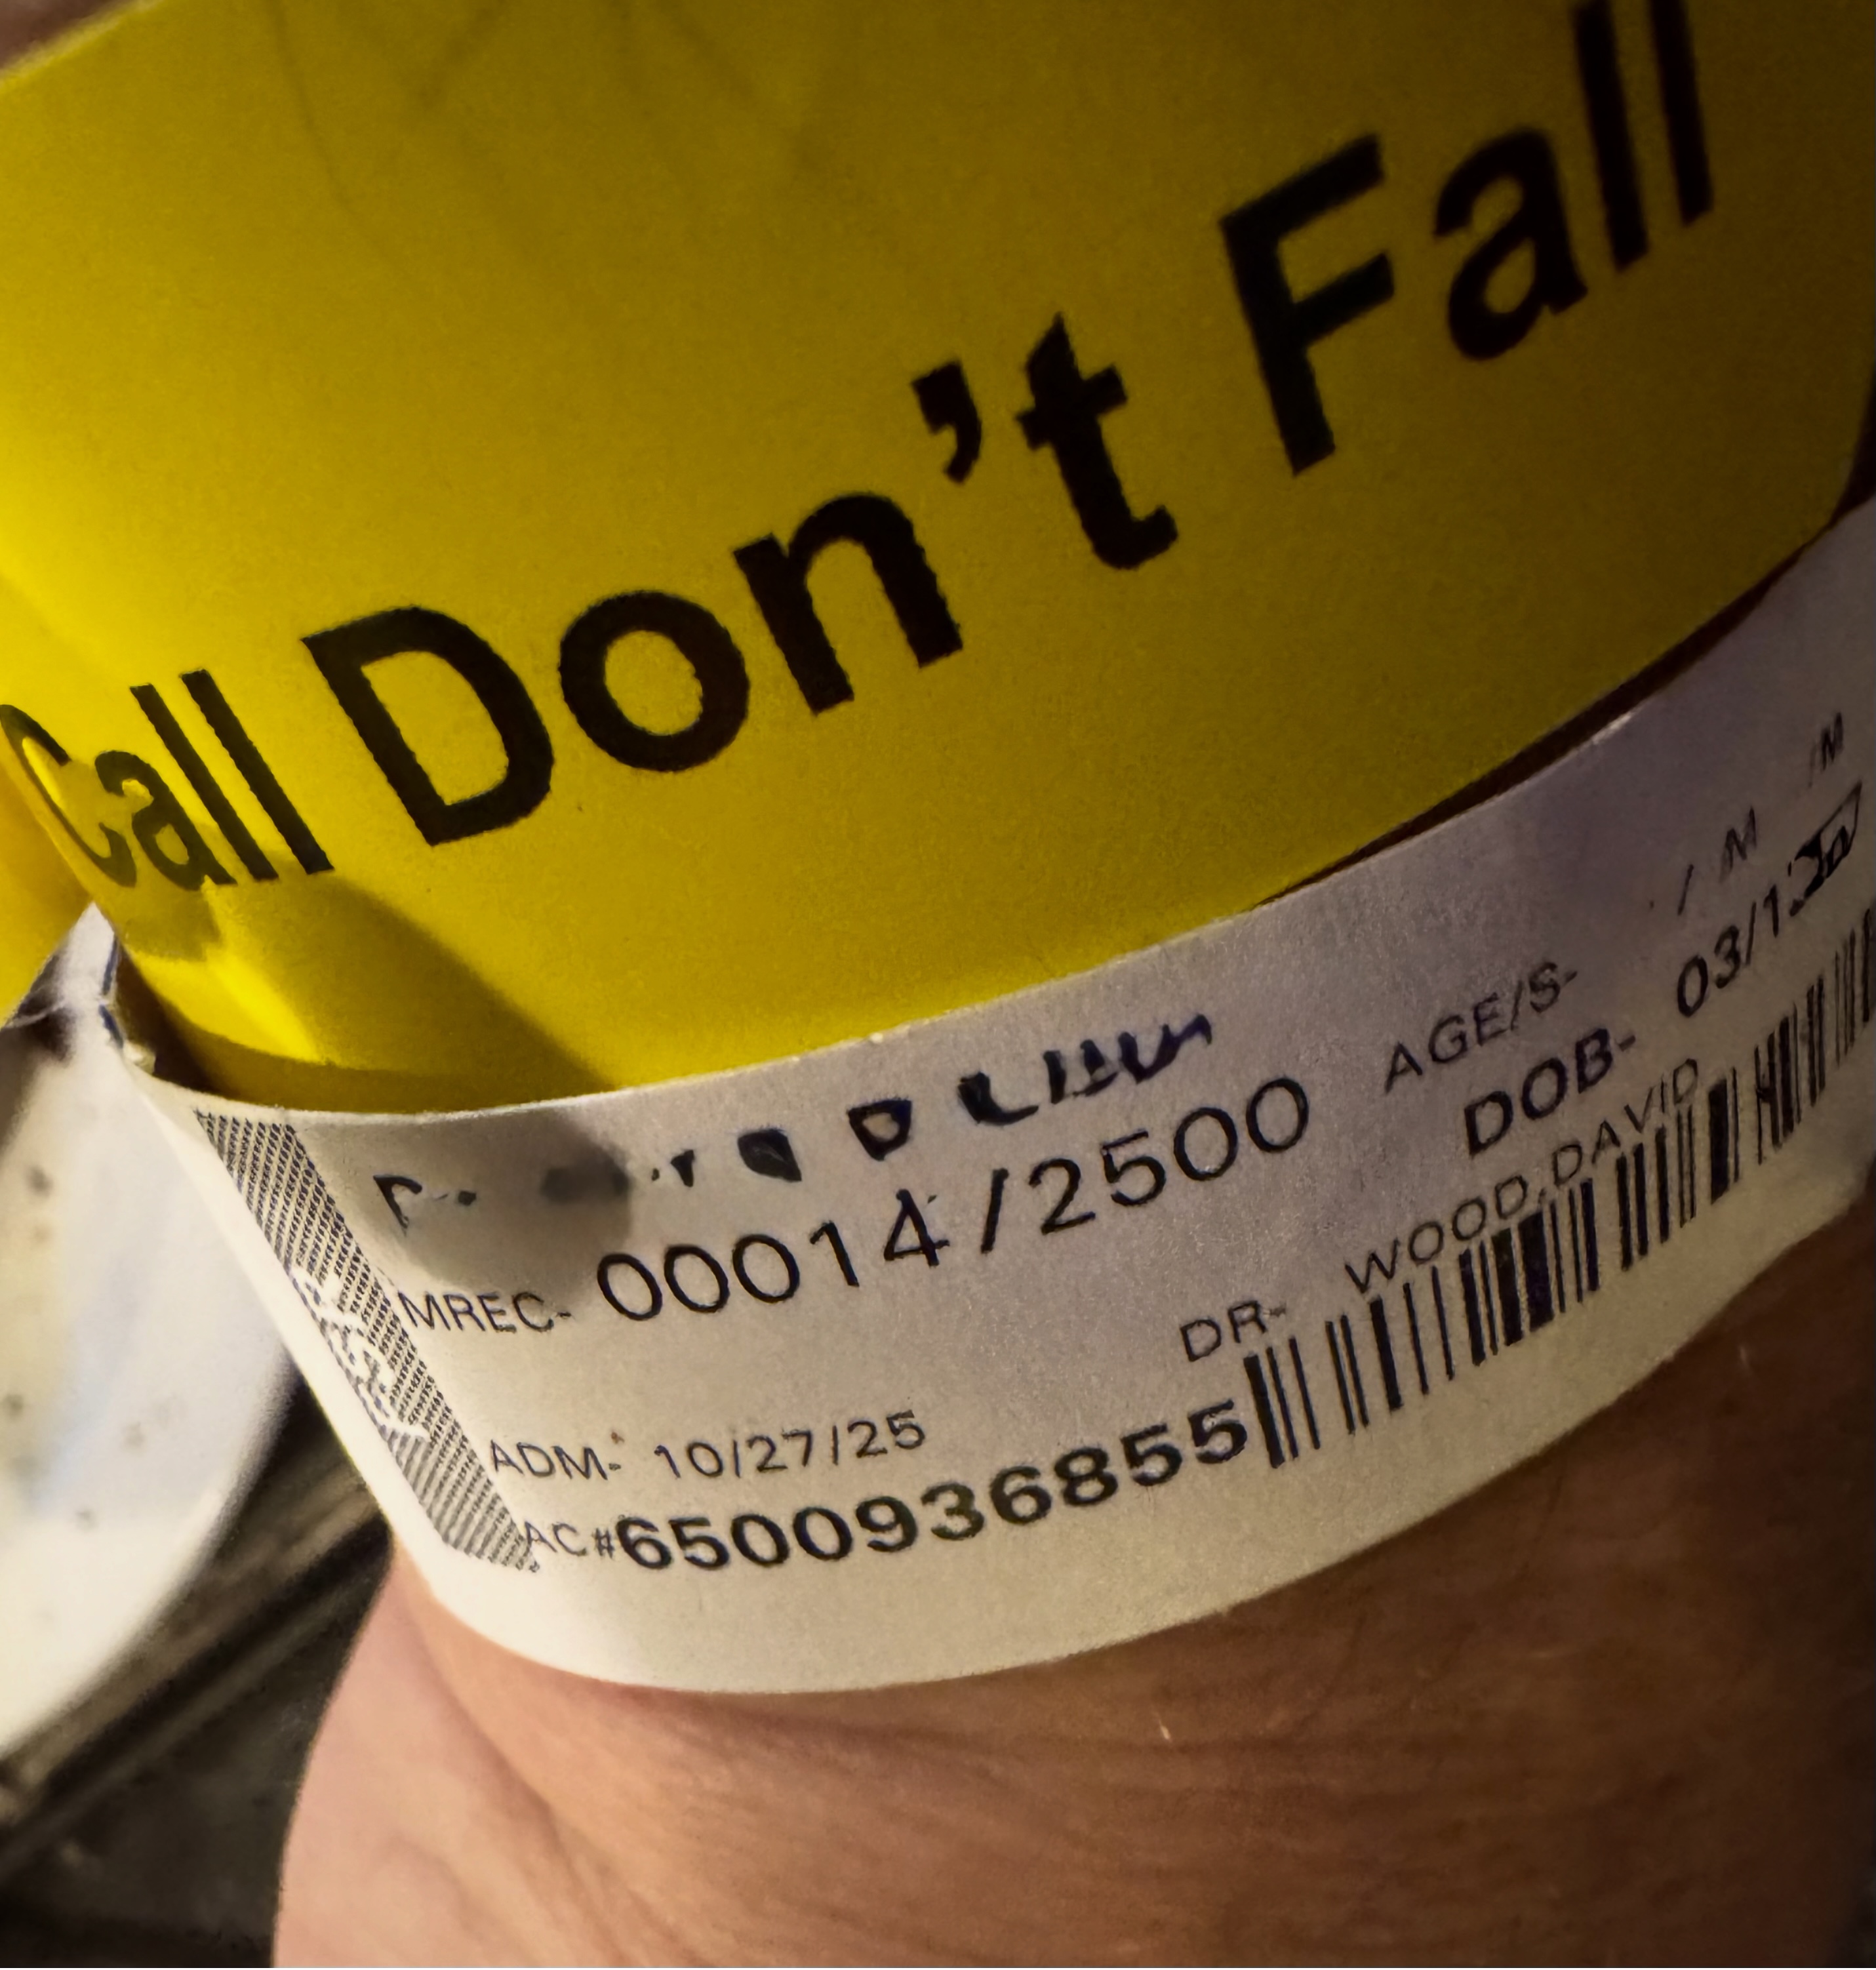 Call Don't Fall
MREC- 00014/2500
AGE/S- / M /M
DOB- 03/1
DR- WOOD,DAVID
ADM- 10/27/25
AC#6500936855